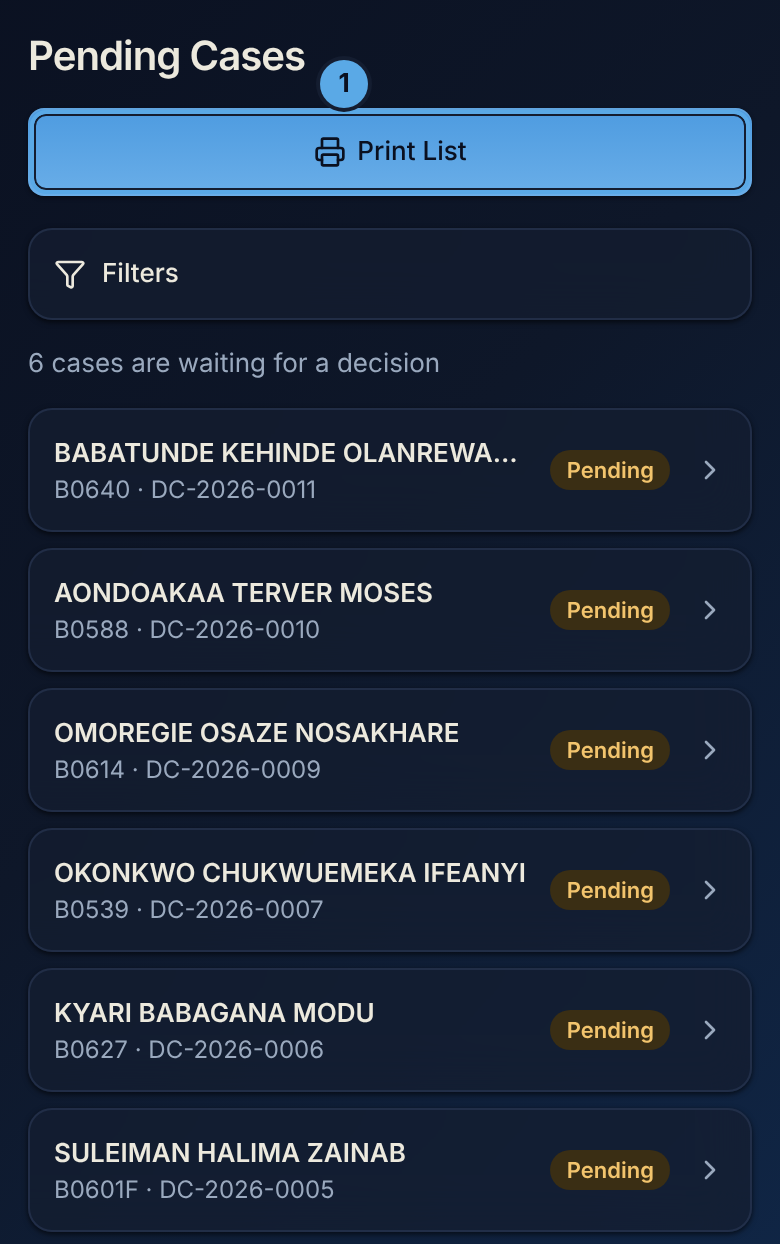 Pending Cases
1
Print List
Filters
6 cases are waiting for a decision
BABATUNDE KEHINDE OLANREWA...
Pending
B0640 · DC-2026-0011
AONDOAKAA TERVER MOSES
Pending
B0588 · DC-2026-0010
OMOREGIE OSAZE NOSAKHARE
Pending
B0614 · DC-2026-0009
OKONKWO CHUKWUEMEKA IFEANYI
Pending
B0539 · DC-2026-0007
KYARI BABAGANA MODU
Pending
B0627 · DC-2026-0006
SULEIMAN HALIMA ZAINAB
Pending
B0601F · DC-2026-0005